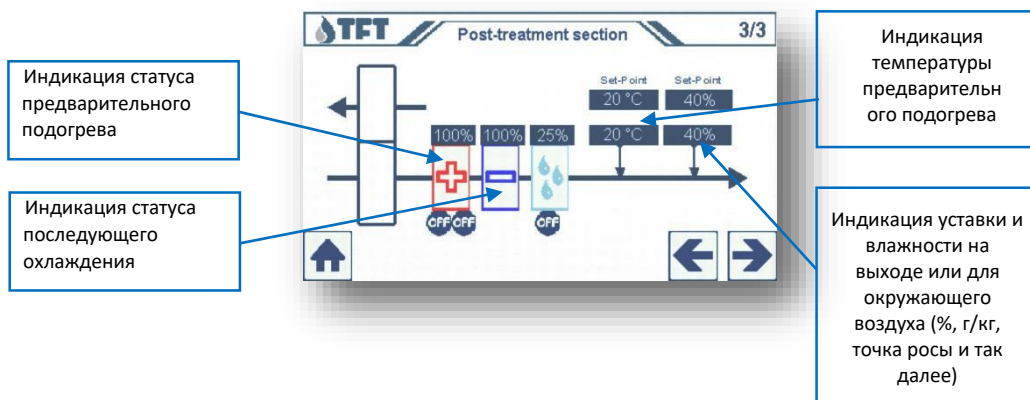 TFT
Post-treatment section
3/3
Индикация статуса
предварительного
подогрева
Индикация
температуры
предварительн
ого подогрева
Set-Point
Set-Point
20 °C
40%
100%
100%
25%
20 °C
40%
OFF
OFF
OFF
Индикация статуса
последующего
охлаждения
Индикация уставки и
влажности на
выходе или для
окружающего
воздуха (%, г/кг,
точка росы и так
далее)